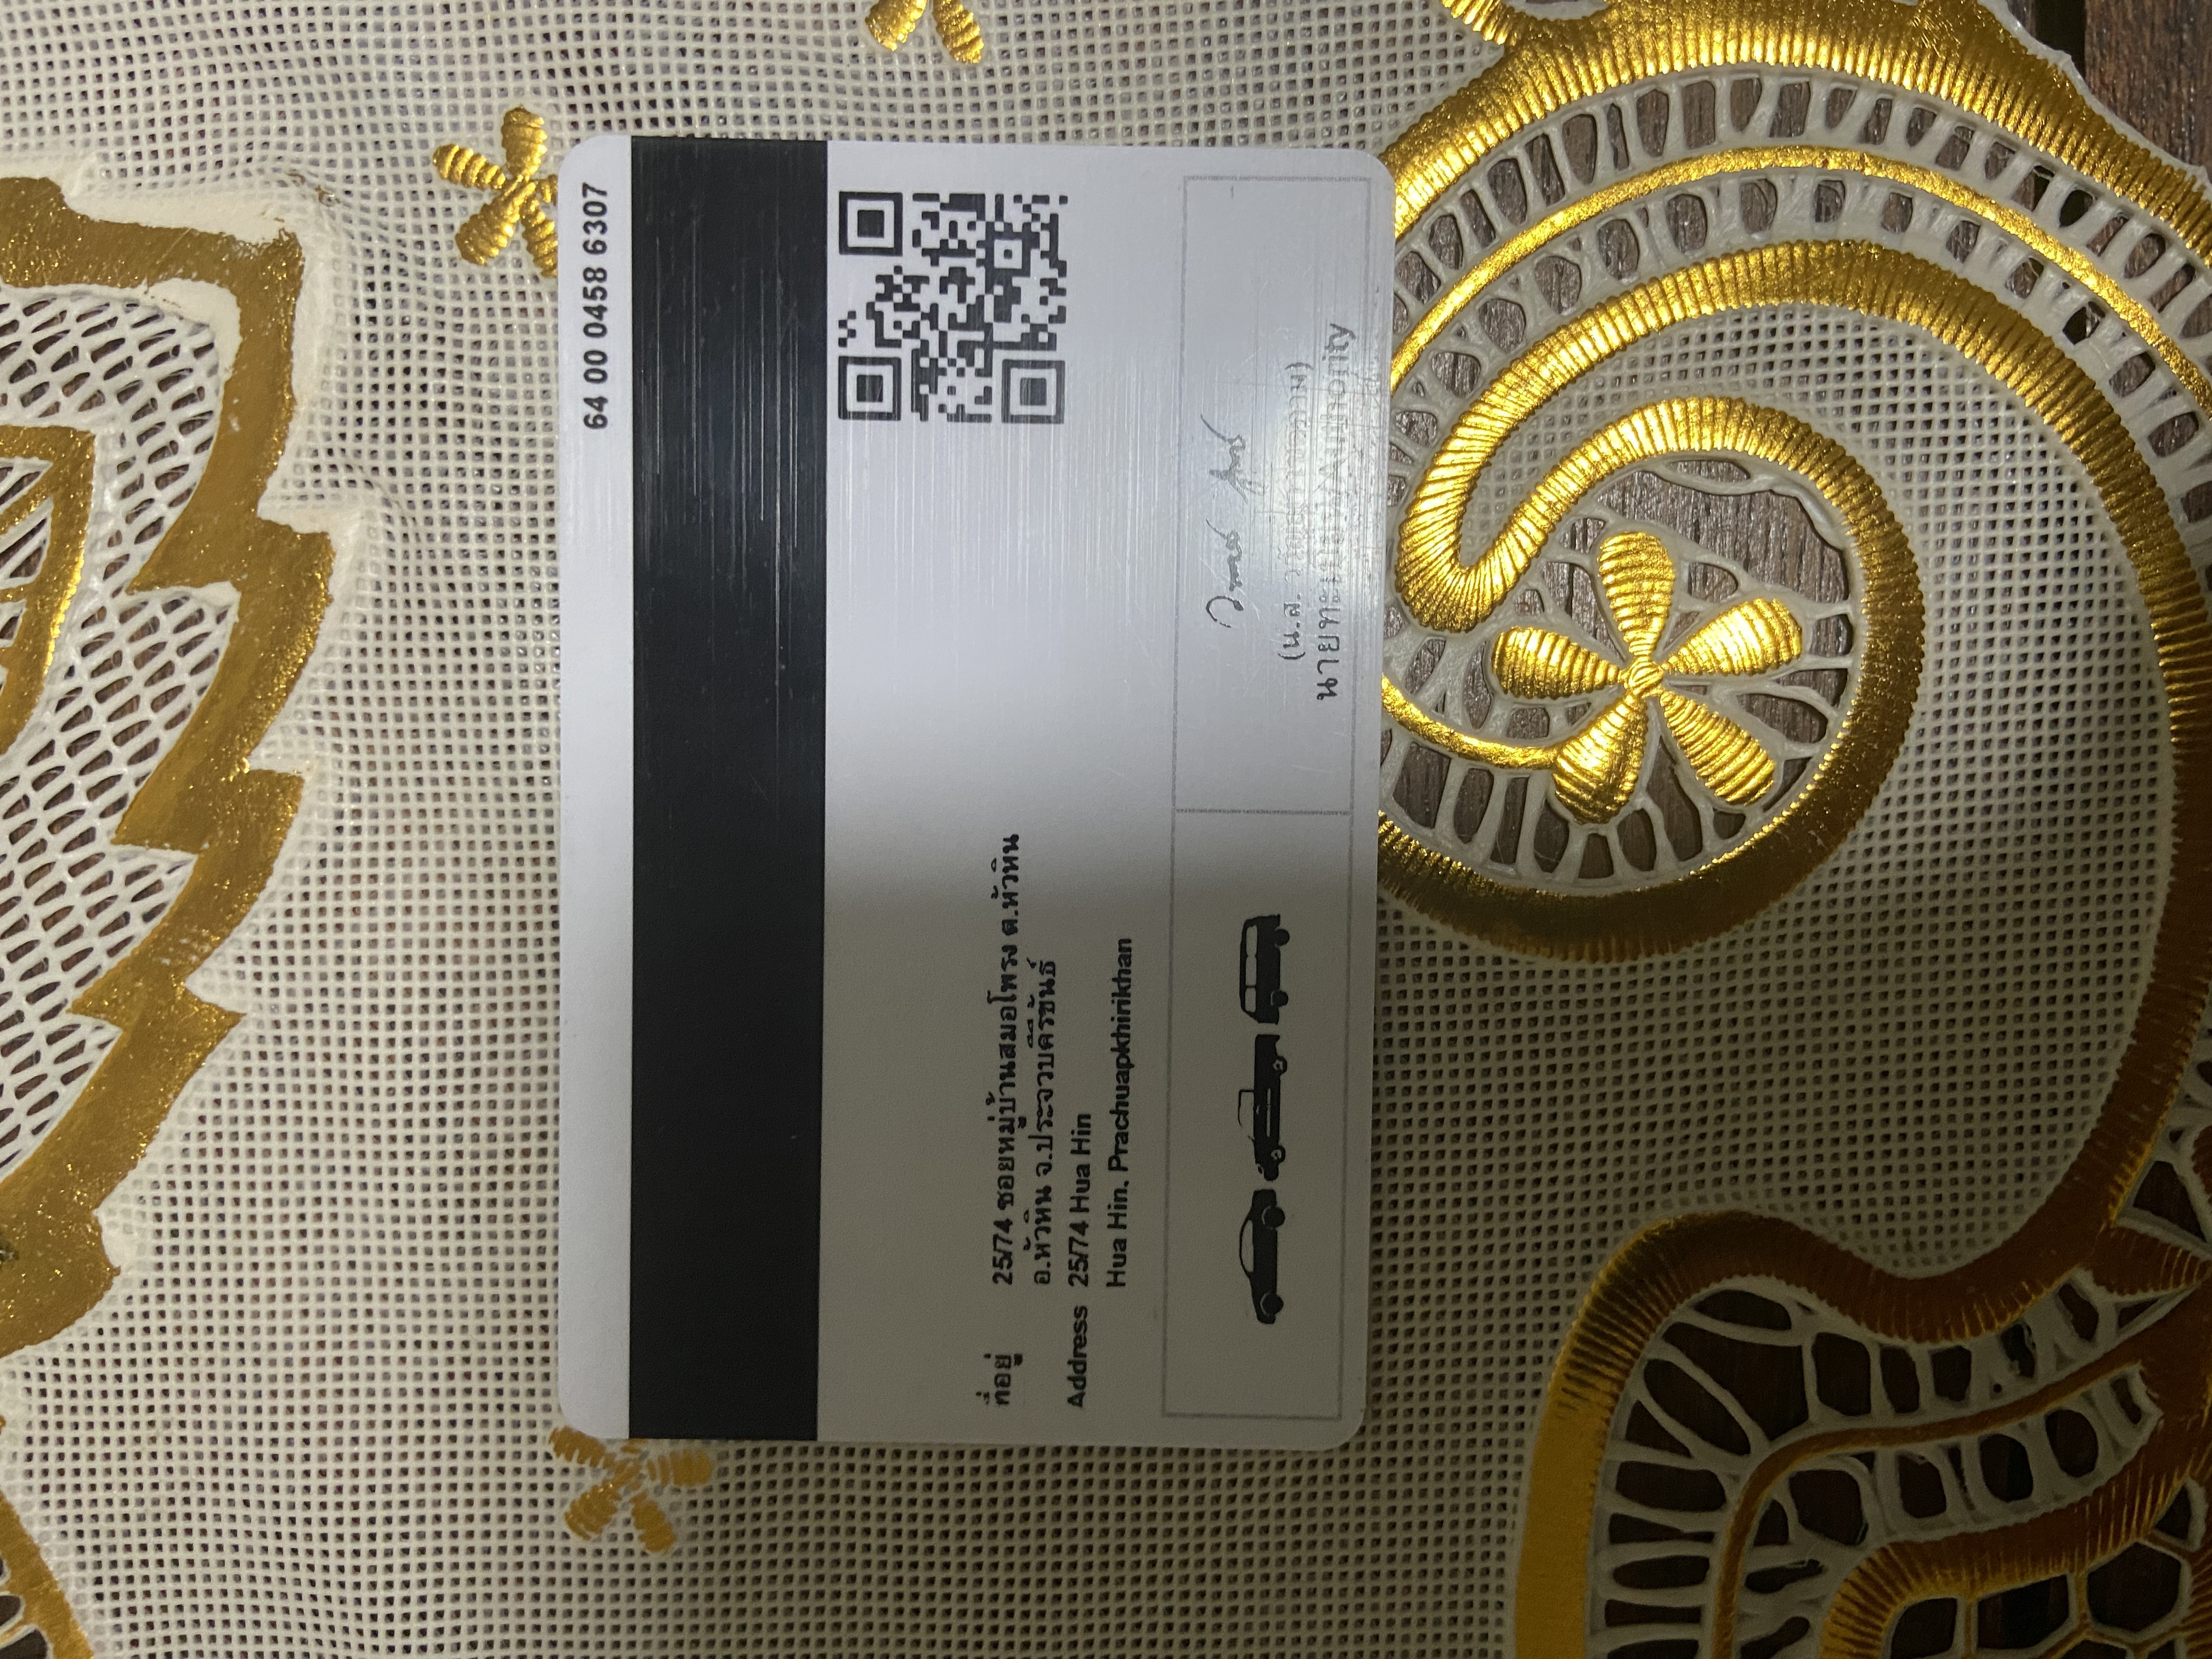 64 00 0458 6307
ที่อยู่ 25/74 ซอยหมู่บ้านสมอโพรง ต.หัวหิน
อ.หัวหิน จ.ประจวบคีรีขันธ์
Address 25/74 Hua Hin
Hua Hin, Prachuapkhirikhan
(น.ส.
นายทะเบียน/Authority